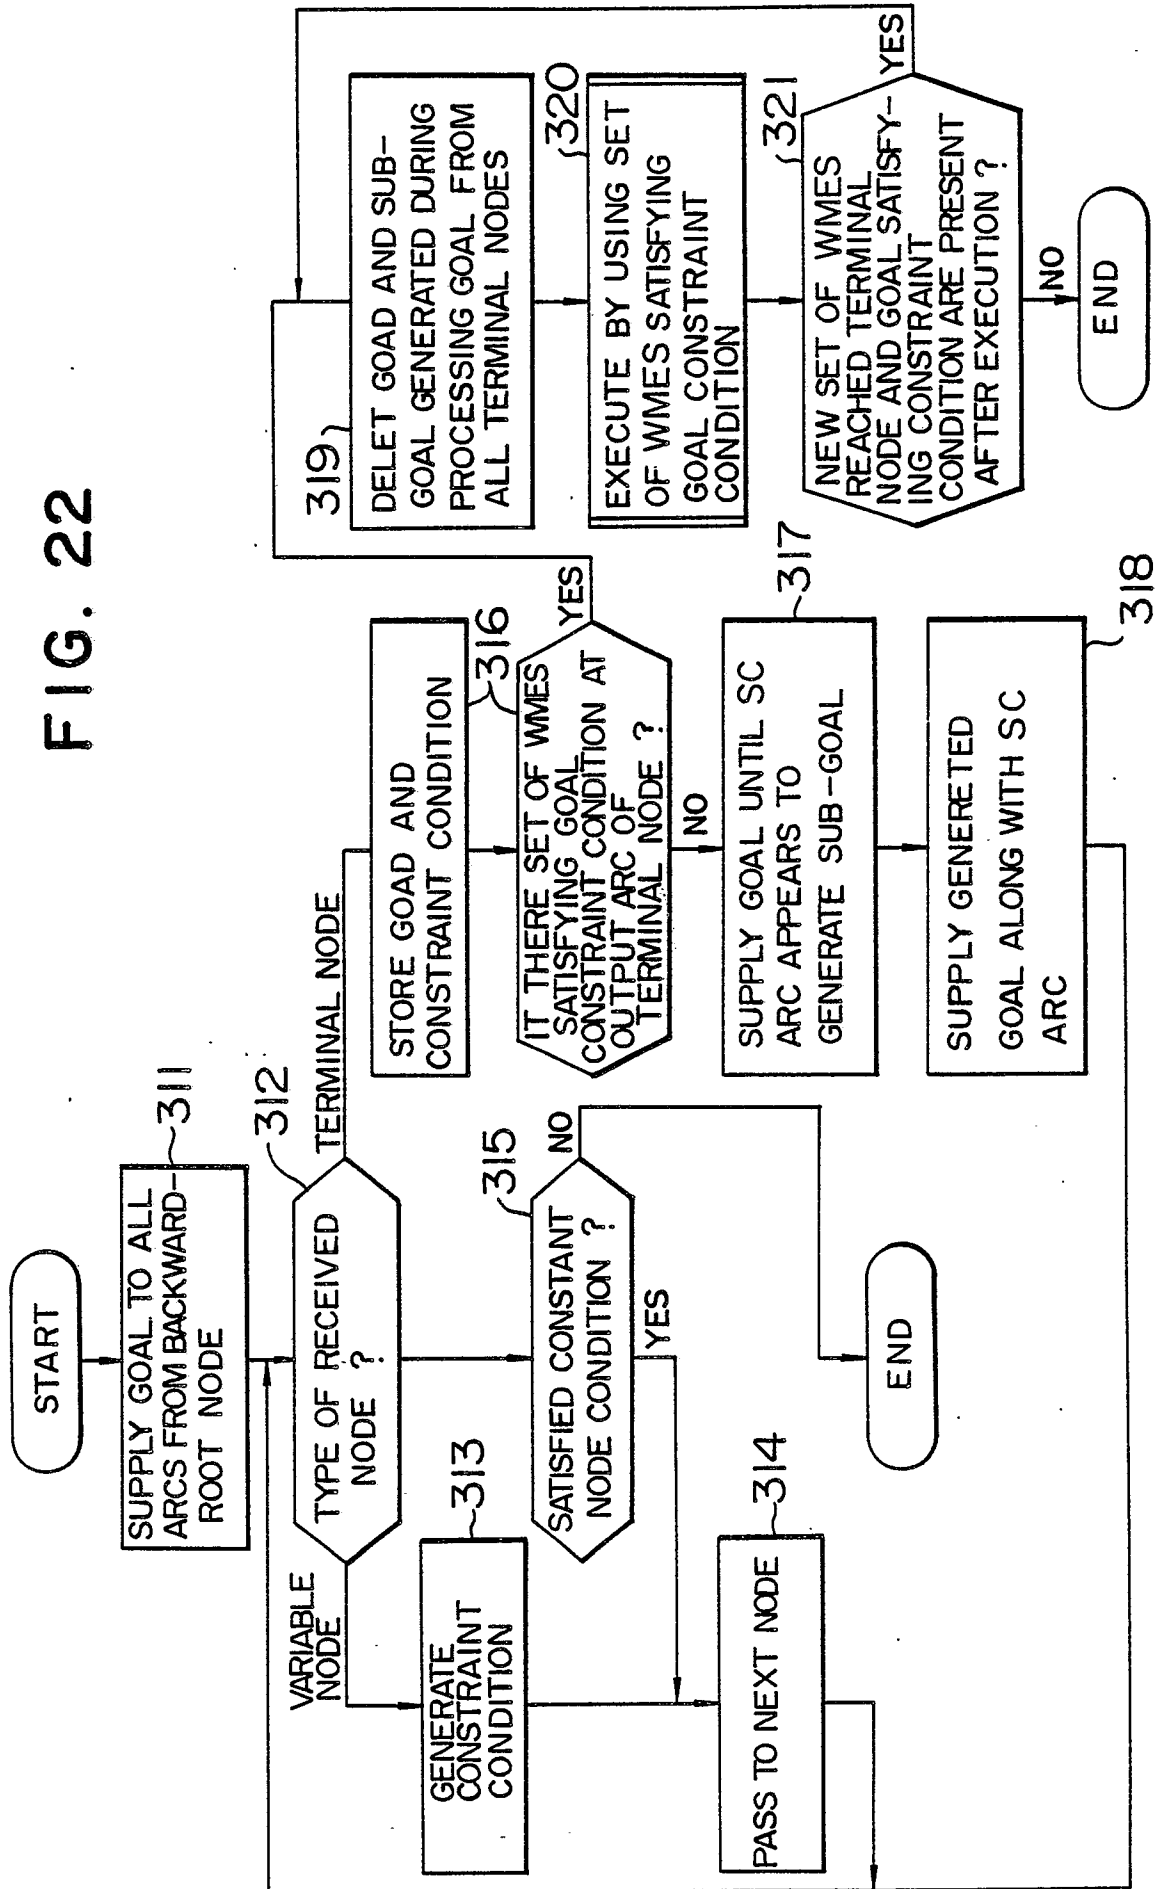 FIG. 22
START
SUPPLY GOAL TO ALL
ARCS FROM BACKWARD-
ROOT NODE
311
TYPE OF RECEIVED
NODE ?
312
VARIABLE
NODE
TERMINAL NODE
GENERATE
CONSTRAINT
CONDITION
313
SATISFIED CONSTANT
NODE CONDITION ?
315
NO
YES
PASS TO NEXT NODE
314
END
STORE GOAD AND
CONSTRAINT CONDITION
316
IT THERE SET OF WMES
SATISFYING GOAL
CONSTRAINT CONDITION AT
OUTPUT ARC OF
TERMINAL NODE ?
YES
NO
SUPPLY GOAL UNTIL SC
ARC APPEARS TO
GENERATE SUB-GOAL
317
SUPPLY GENERETED
GOAL ALONG WITH SC
ARC
318
319
DELET GOAD AND SUB-
GOAL GENERATED DURING
PROCESSING GOAL FROM
ALL TERMINAL NODES
320
EXECUTE BY USING SET
OF WMES SATISFYING
GOAL CONSTRAINT
CONDITION
321
NEW SET OF WMES
REACHED TERMINAL
NODE AND GOAL SATISFY-
ING CONSTRAINT
CONDITION ARE PRESENT
AFTER EXECUTION ?
YES
NO
END